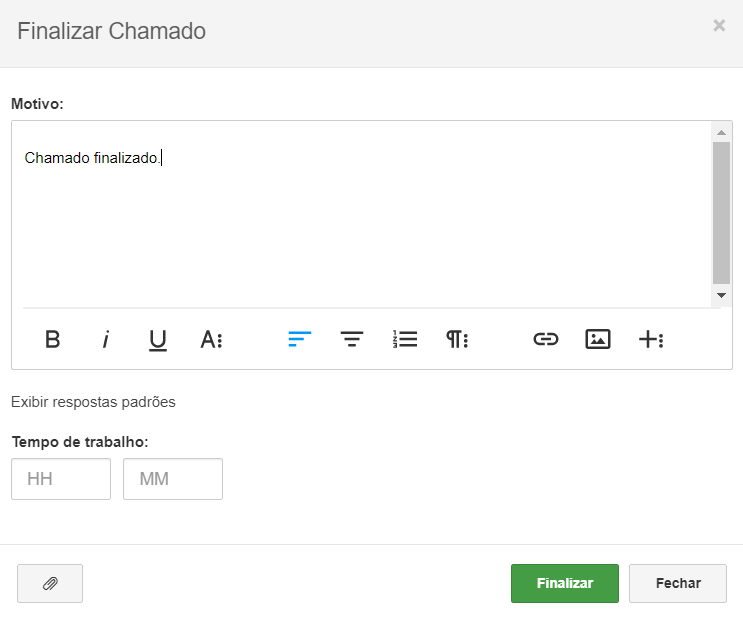 Finalizar Chamado
×
Motivo:
Chamado finalizado.
B i U A
Exibir respostas padrões
Tempo de trabalho:
HH MM
Finalizar Fechar